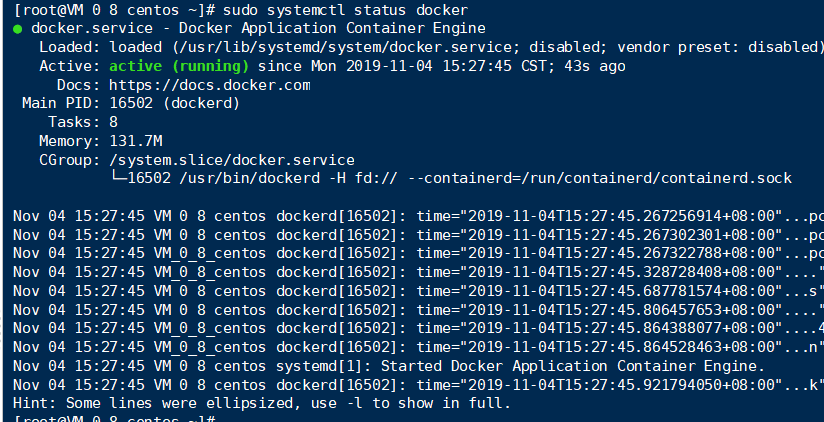 [root@VM 0 8 centos ~]# sudo systemctl status docker
● docker.service - Docker Application Container Engine
   Loaded: loaded (/usr/lib/systemd/system/docker.service; disabled; vendor preset: disabled)
   Active: active (running) since Mon 2019-11-04 15:27:45 CST; 43s ago
     Docs: https://docs.docker.com
 Main PID: 16502 (dockerd)
    Tasks: 8
   Memory: 131.7M
   CGroup: /system.slice/docker.service
           └─16502 /usr/bin/dockerd -H fd:// --containerd=/run/containerd/containerd.sock
Nov 04 15:27:45 VM 0 8 centos dockerd[16502]: time="2019-11-04T15:27:45.267256914+08:00"...pc
Nov 04 15:27:45 VM 0 8 centos dockerd[16502]: time="2019-11-04T15:27:45.267302301+08:00"...pc
Nov 04 15:27:45 VM_0_8_centos dockerd[16502]: time="2019-11-04T15:27:45.267322788+08:00"...pc
Nov 04 15:27:45 VM_0_8_centos dockerd[16502]: time="2019-11-04T15:27:45.328728408+08:00"...."
Nov 04 15:27:45 VM_0_8_centos dockerd[16502]: time="2019-11-04T15:27:45.687781574+08:00"...s"
Nov 04 15:27:45 VM_0_8_centos dockerd[16502]: time="2019-11-04T15:27:45.806457653+08:00"...."
Nov 04 15:27:45 VM_0_8_centos dockerd[16502]: time="2019-11-04T15:27:45.864388077+08:00"....4
Nov 04 15:27:45 VM_0_8_centos dockerd[16502]: time="2019-11-04T15:27:45.864528463+08:00"...n"
Nov 04 15:27:45 VM 0 8 centos systemd[1]: Started Docker Application Container Engine.
Nov 04 15:27:45 VM 0 8 centos dockerd[16502]: time="2019-11-04T15:27:45.921794050+08:00"...k"
Hint: Some lines were ellipsized, use -l to show in full.
[root@VM 0 8 centos ~]#